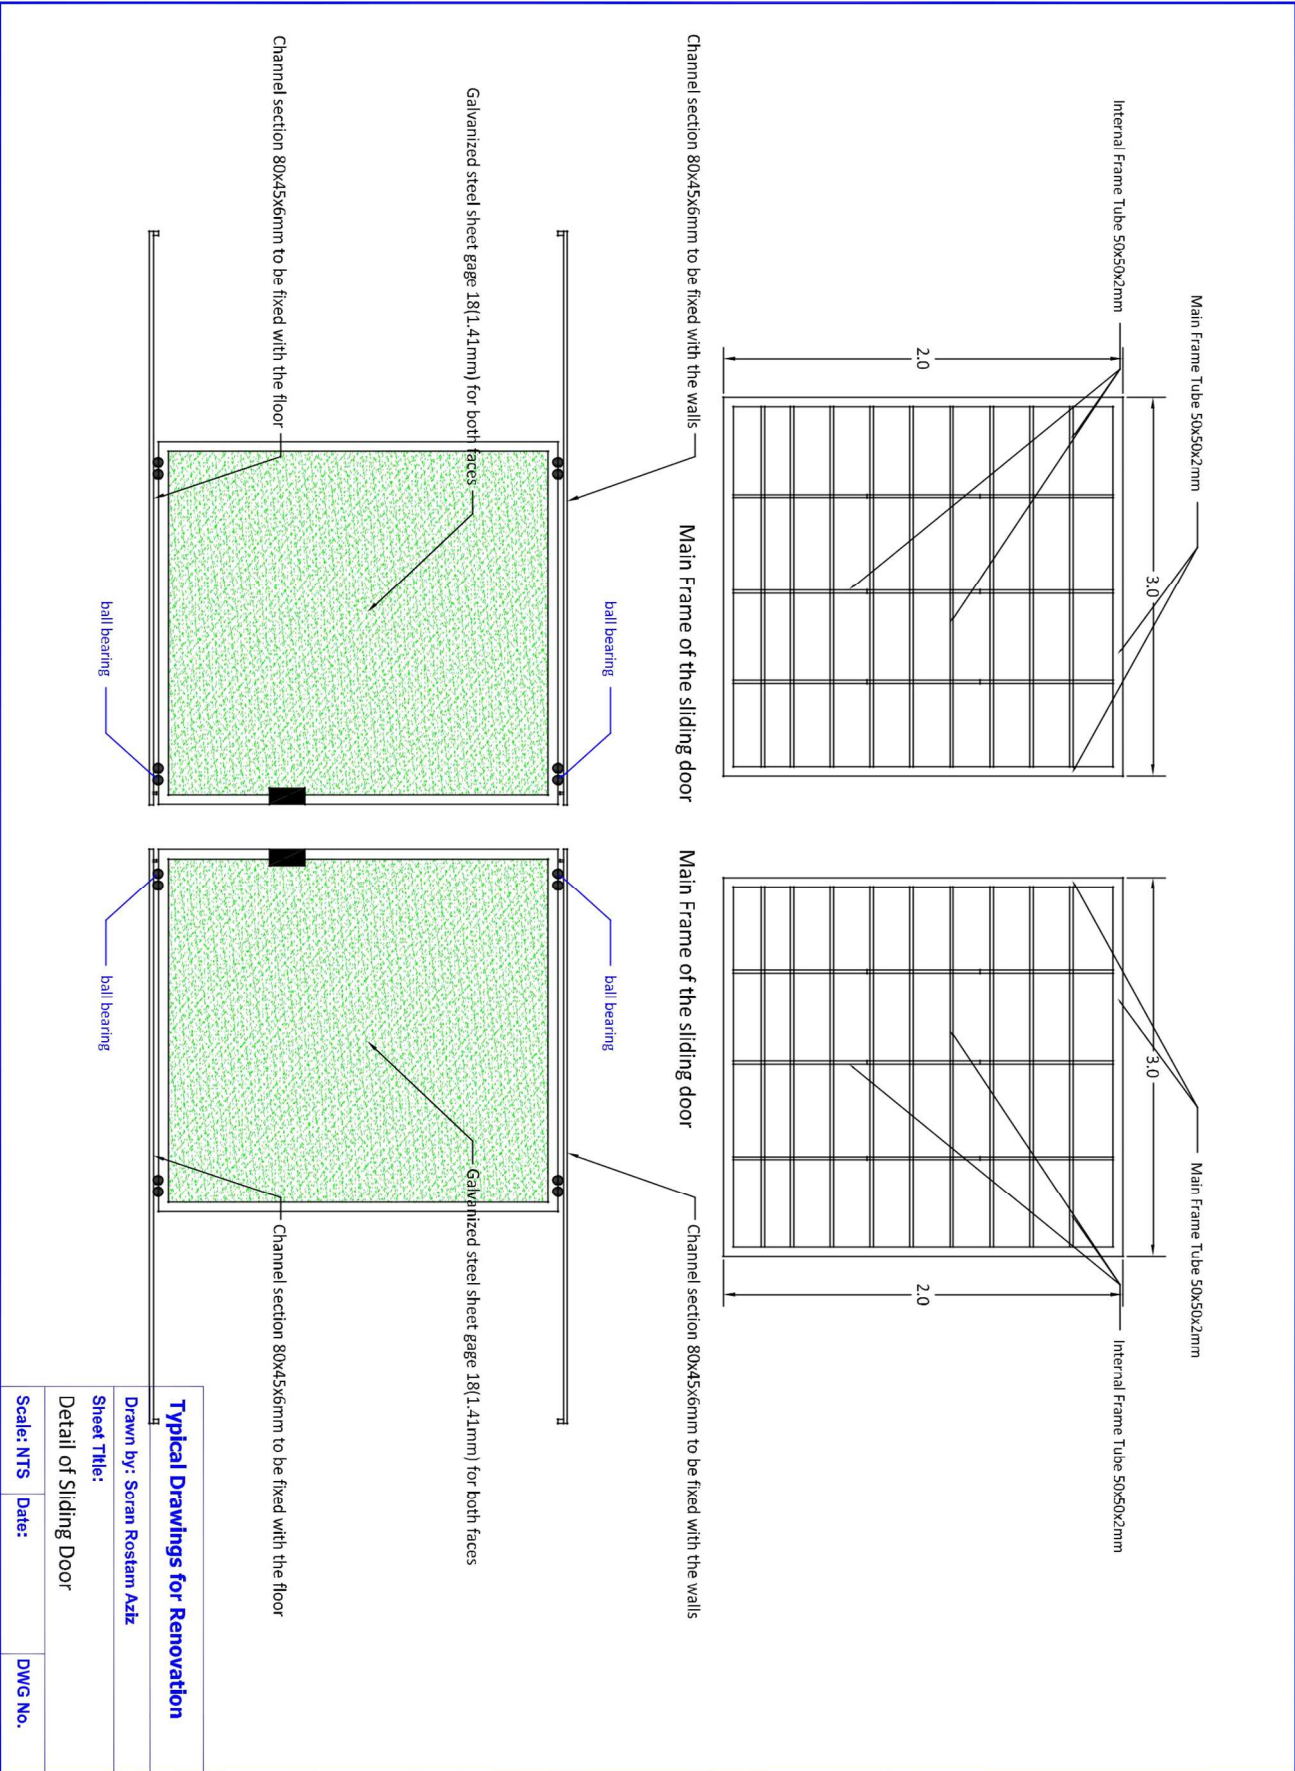 Main Frame Tube 50x50x2mm
Main Frame Tube 50x50x2mm
Internal Frame Tube 50x50x2mm
Internal Frame Tube 50x50x2mm
3.0
3.0
2.0
2.0
Main Frame of the sliding door
Main Frame of the sliding door
Channel section 80x45x6mm to be fixed with the walls
Channel section 80x45x6mm to be fixed with the walls
ball bearing
ball bearing
Galvanized steel sheet gage 18(1.41mm) for both faces
Galvanized steel sheet gage 18(1.41mm) for both faces
Channel section 80x45x6mm to be fixed with the floor
Channel section 80x45x6mm to be fixed with the floor
ball bearing
ball bearing
Typical Drawings for Renovation
Drawn by: Soran Rostam Aziz
Sheet Title:
Detail of Sliding Door
Scale: NTS Date: DWG No.